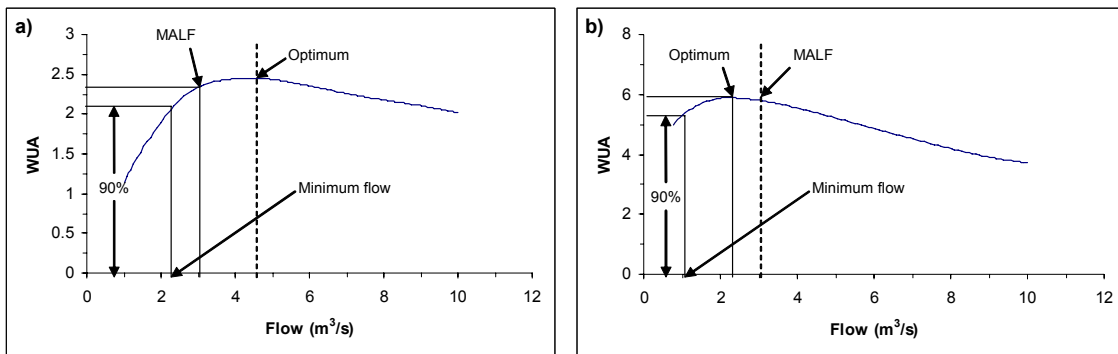 a)
MALF
Optimum
3
2.5
2
1.5
1
0.5
0
WUA
90%
Minimum flow
0 2 4 6 8 10 12
Flow (m³/s)
b)
Optimum
MALF
8
6
4
2
0
WUA
90%
Minimum flow
0 2 4 6 8 10 12
Flow (m³/s)